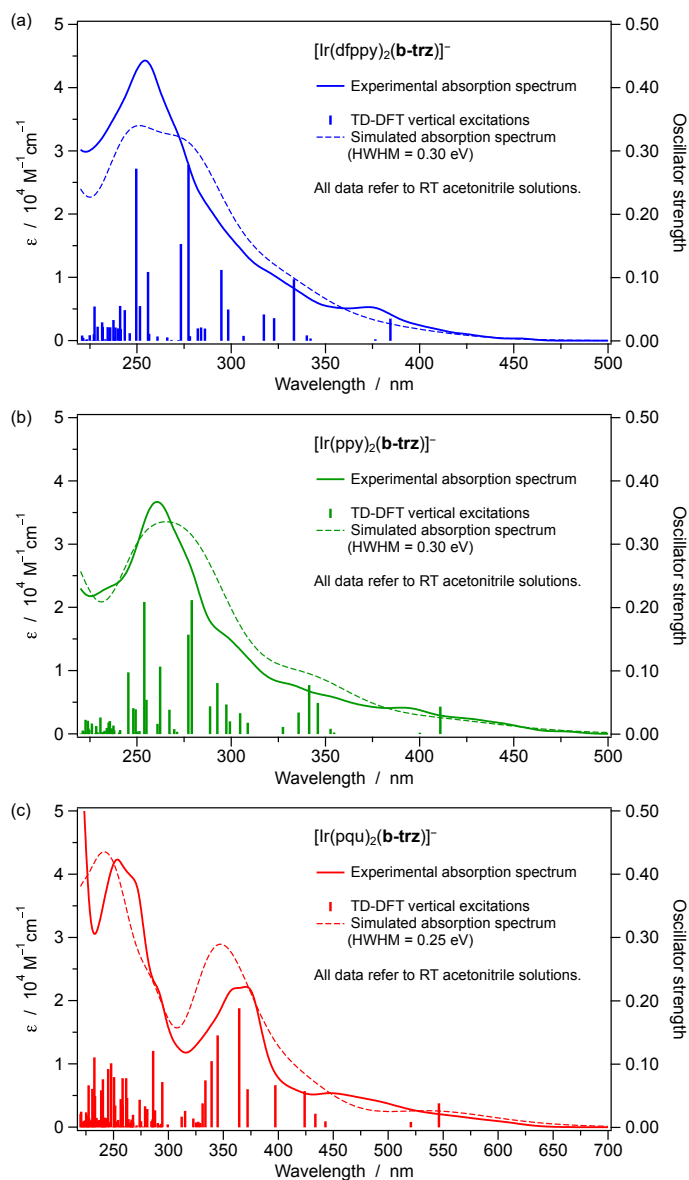 (a)
[Ir(dfppy)₂(b-trz)]⁻
Experimental absorption spectrum
TD-DFT vertical excitations
Simulated absorption spectrum
(HWHM = 0.30 eV)
All data refer to RT acetonitrile solutions.
5
4
3
2
1
0
ε / 10⁴ M⁻¹ cm⁻¹
0.50
0.40
0.30
0.20
0.10
0.00
Oscillator strength
250 300 350 400 450 500
Wavelength / nm
(b)
[Ir(ppy)₂(b-trz)]⁻
Experimental absorption spectrum
TD-DFT vertical excitations
Simulated absorption spectrum
(HWHM = 0.30 eV)
All data refer to RT acetonitrile solutions.
5
4
3
2
1
0
ε / 10⁴ M⁻¹ cm⁻¹
0.50
0.40
0.30
0.20
0.10
0.00
Oscillator strength
250 300 350 400 450 500
Wavelength / nm
(c)
[Ir(pqu)₂(b-trz)]⁻
Experimental absorption spectrum
TD-DFT vertical excitations
Simulated absorption spectrum
(HWHM = 0.25 eV)
All data refer to RT acetonitrile solutions.
5
4
3
2
1
0
ε / 10⁴ M⁻¹ cm⁻¹
0.50
0.40
0.30
0.20
0.10
0.00
Oscillator strength
250 300 350 400 450 500 550 600 650 700
Wavelength / nm